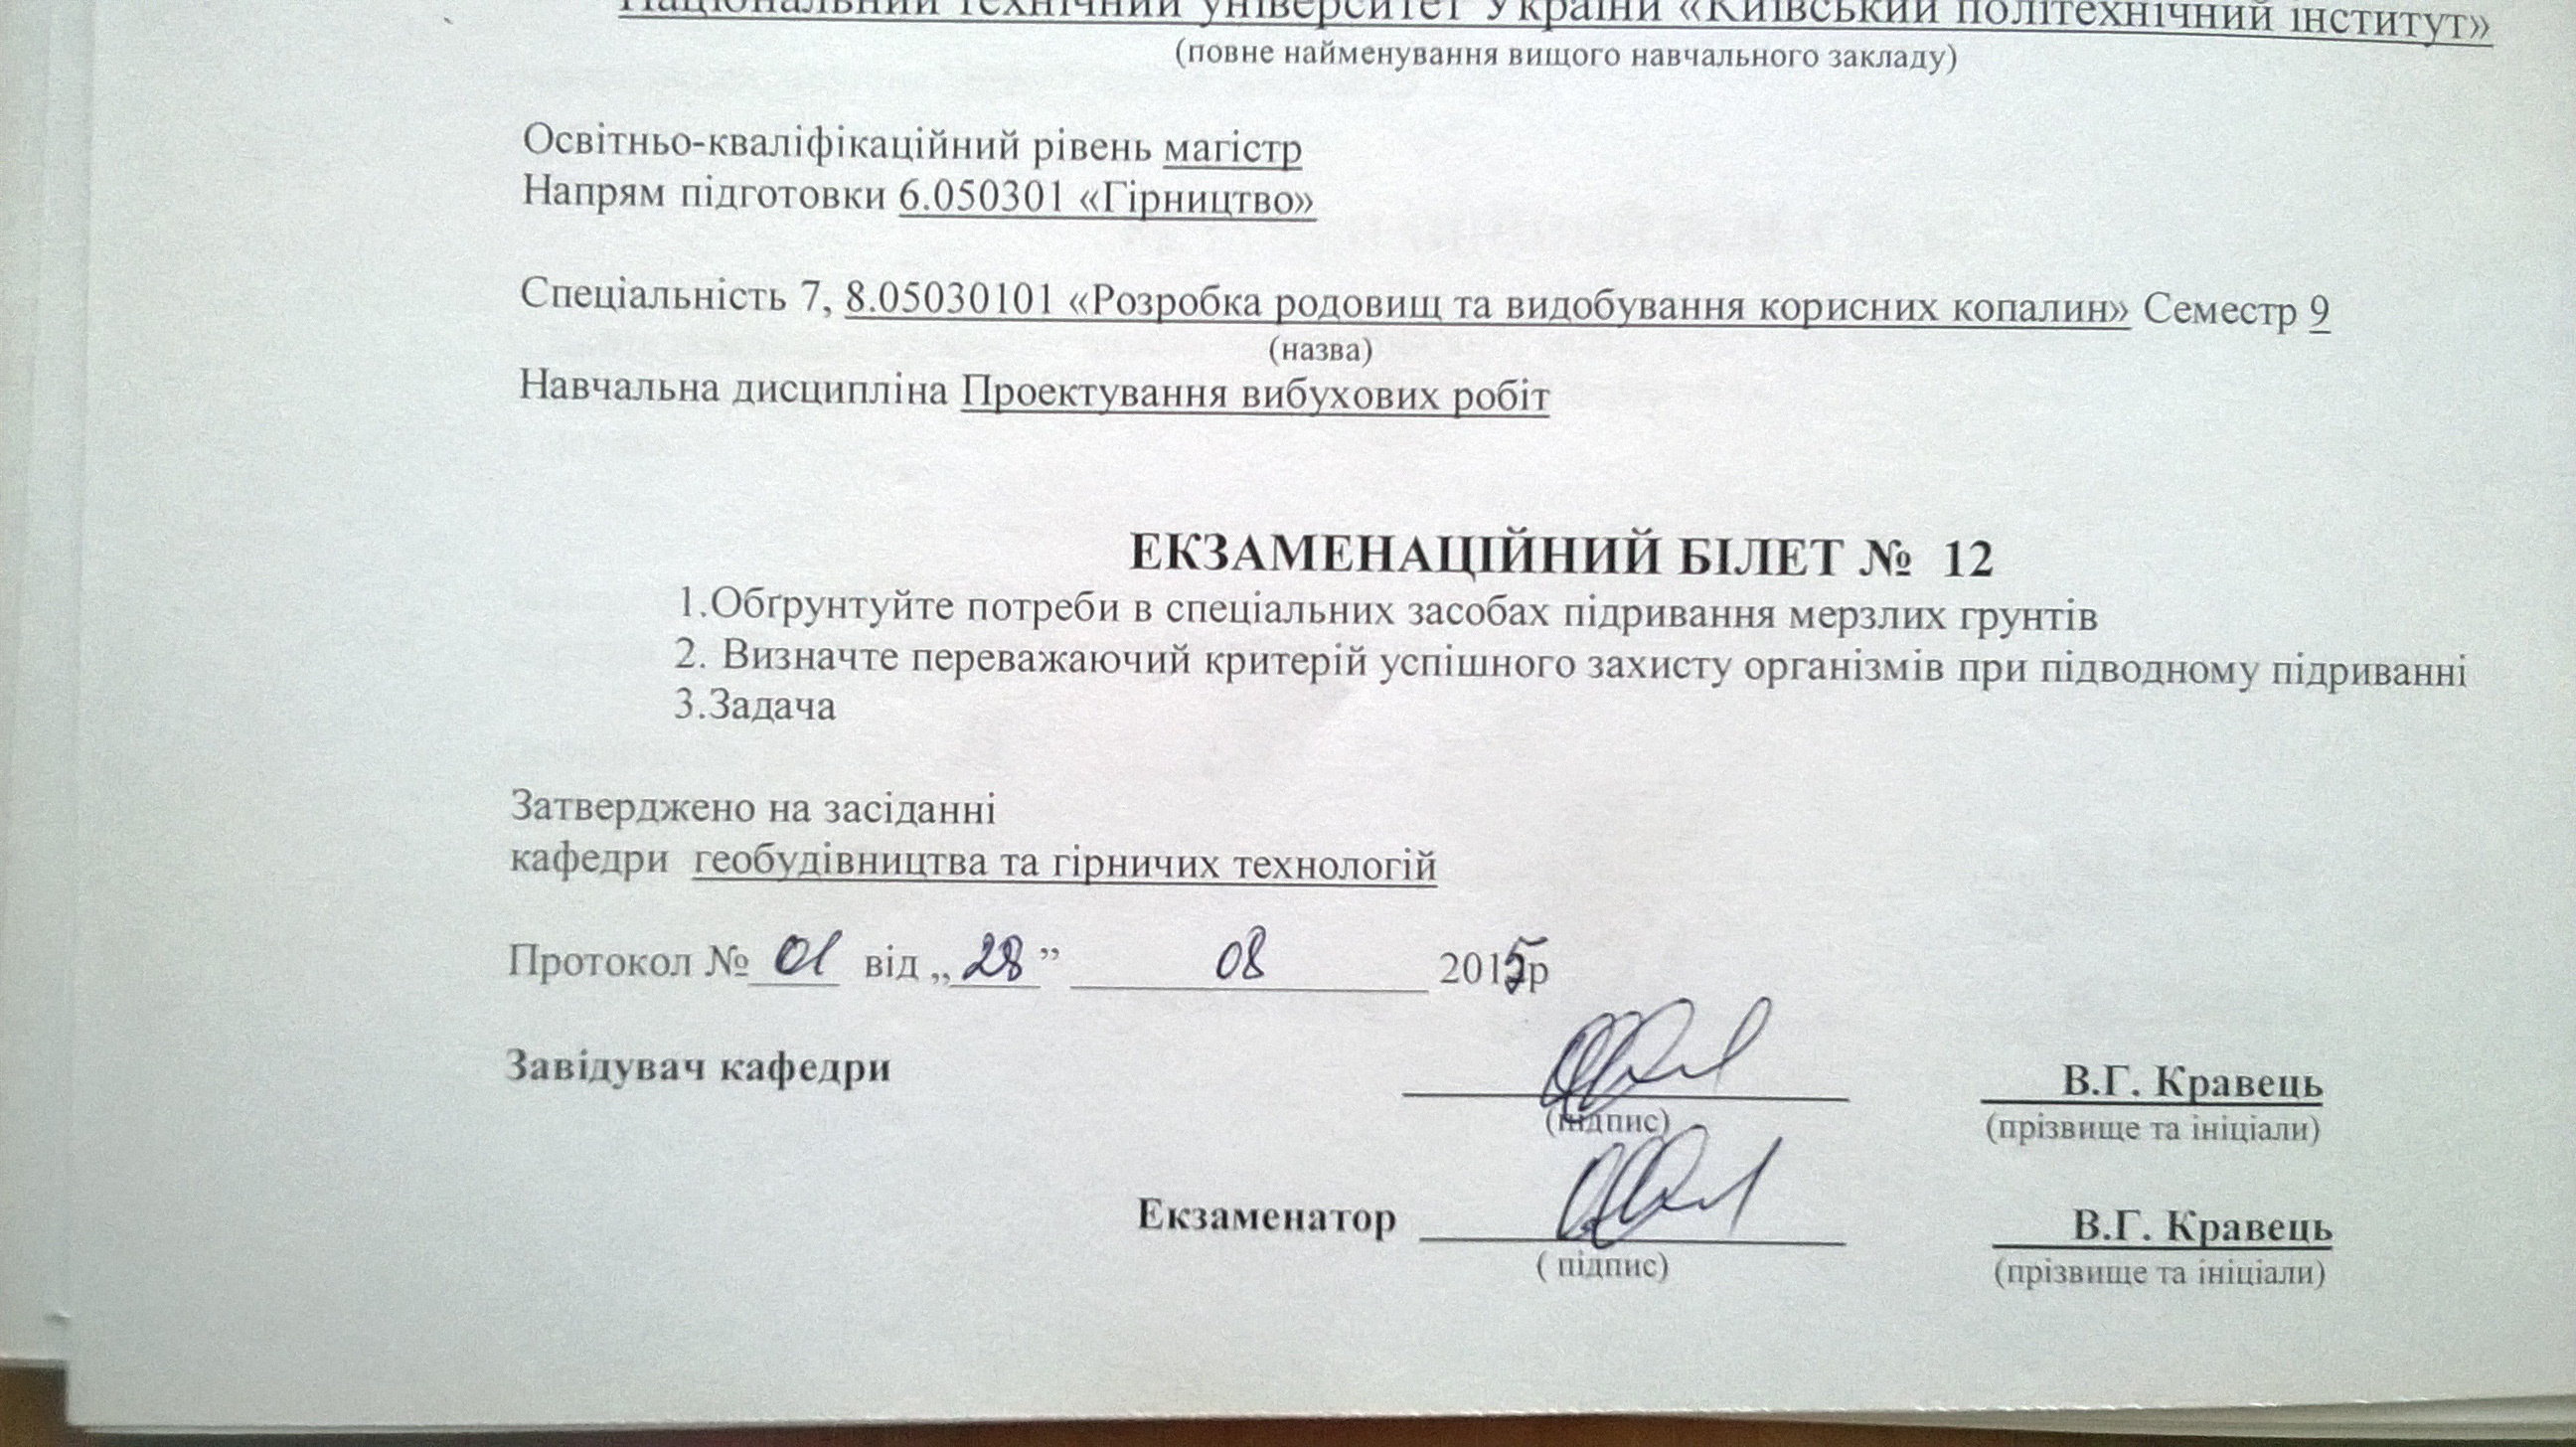 Національний технічний університет України «Київський політехнічний інститут»
(повне найменування вищого навчального закладу)
Освітньо-кваліфікаційний рівень магістр
Напрям підготовки 6.050301 «Гірництво»
Спеціальність 7, 8.05030101 «Розробка родовищ та видобування корисних копалин» Семестр 9
(назва)
Навчальна дисципліна Проектування вибухових робіт
ЕКЗАМЕНАЦІЙНИЙ БІЛЕТ № 12
1.Обґрунтуйте потреби в спеціальних засобах підривання мерзлих грунтів
2. Визначте переважаючий критерій успішного захисту організмів при підводному підриванні
3.Задача
Затверджено на засіданні
кафедри геобудівництва та гірничих технологій
Протокол № 01 від „28” 08 2015р
Завідувач кафедри В.Г. Кравець
(підпис) (прізвище та ініціали)
Екзаменатор В.Г. Кравець
( підпис) (прізвище та ініціали)